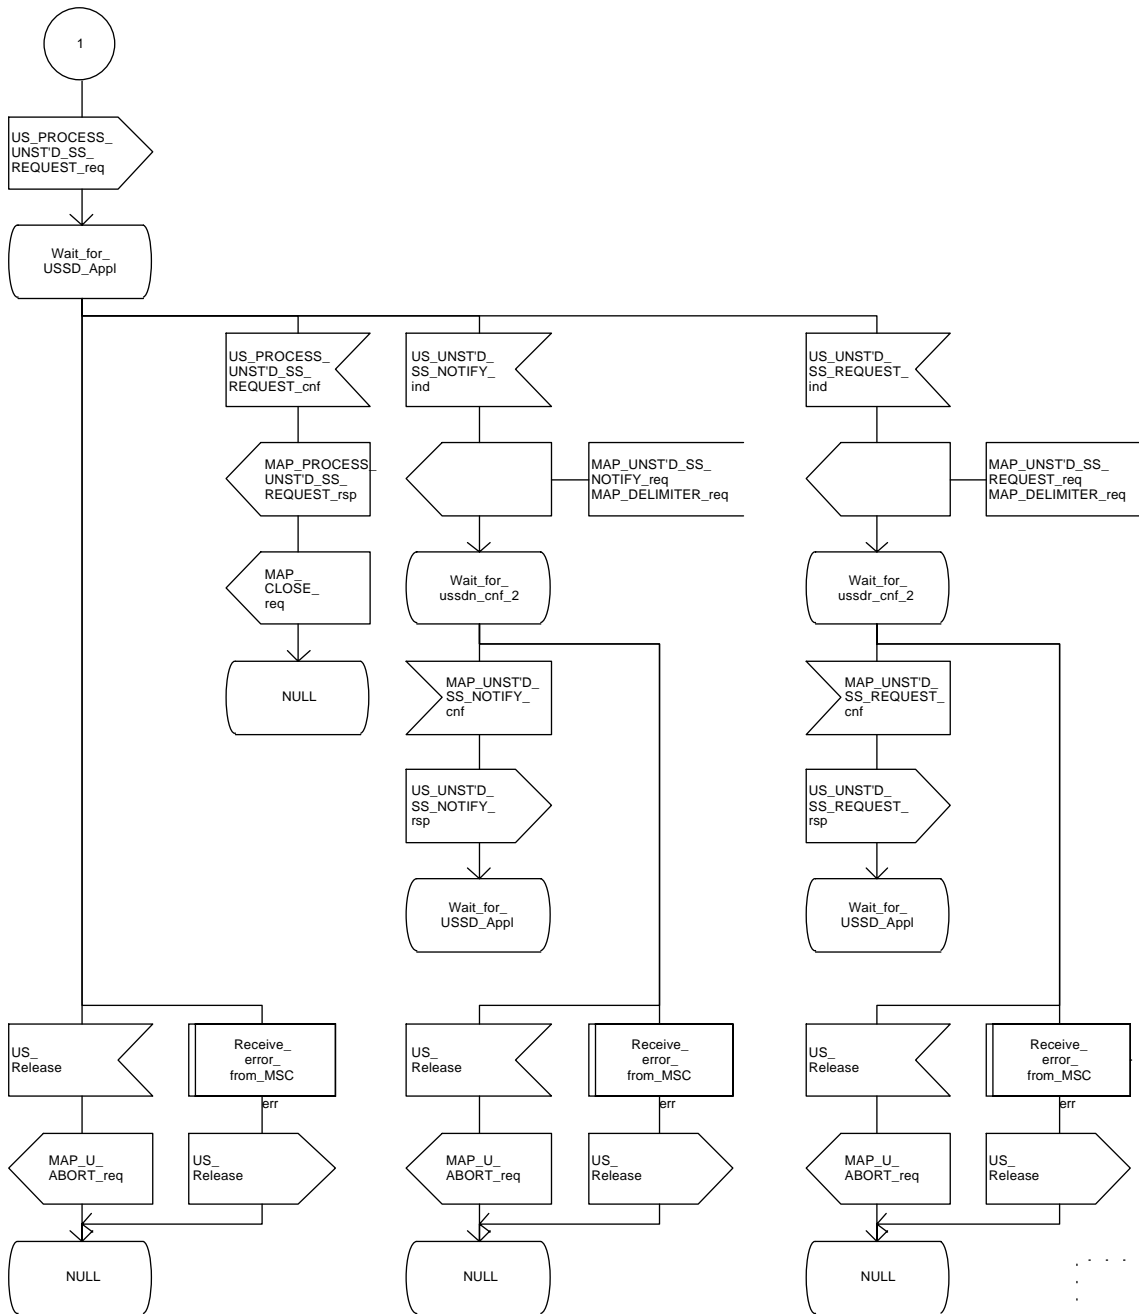 1
US_PROCESS_
UNST'D_SS_
REQUEST_req
Wait_for_
USSD_Appl
US_PROCESS_
UNST'D_SS_
REQUEST_cnf
US_UNST'D_
SS_NOTIFY_
ind
US_UNST'D_
SS_REQUEST_
ind
MAP_PROCESS_
UNST'D_SS_
REQUEST_rsp
MAP_UNST'D_SS_
NOTIFY_req
MAP_DELIMITER_req
MAP_UNST'D_SS_
REQUEST_req
MAP_DELIMITER_req
MAP_
CLOSE_
req
Wait_for_
ussdn_cnf_2
Wait_for_
ussdr_cnf_2
NULL
MAP_UNST'D_
SS_NOTIFY_
cnf
MAP_UNST'D_
SS_REQUEST_
cnf
US_UNST'D_
SS_NOTIFY_
rsp
US_UNST'D_
SS_REQUEST_
rsp
Wait_for_
USSD_Appl
Wait_for_
USSD_Appl
US_
Release
Receive_
error_
from_MSC
err
US_
Release
Receive_
error_
from_MSC
err
US_
Release
Receive_
error_
from_MSC
err
MAP_U_
ABORT_req
US_
Release
MAP_U_
ABORT_req
US_
Release
MAP_U_
ABORT_req
US_
Release
NULL
NULL
NULL